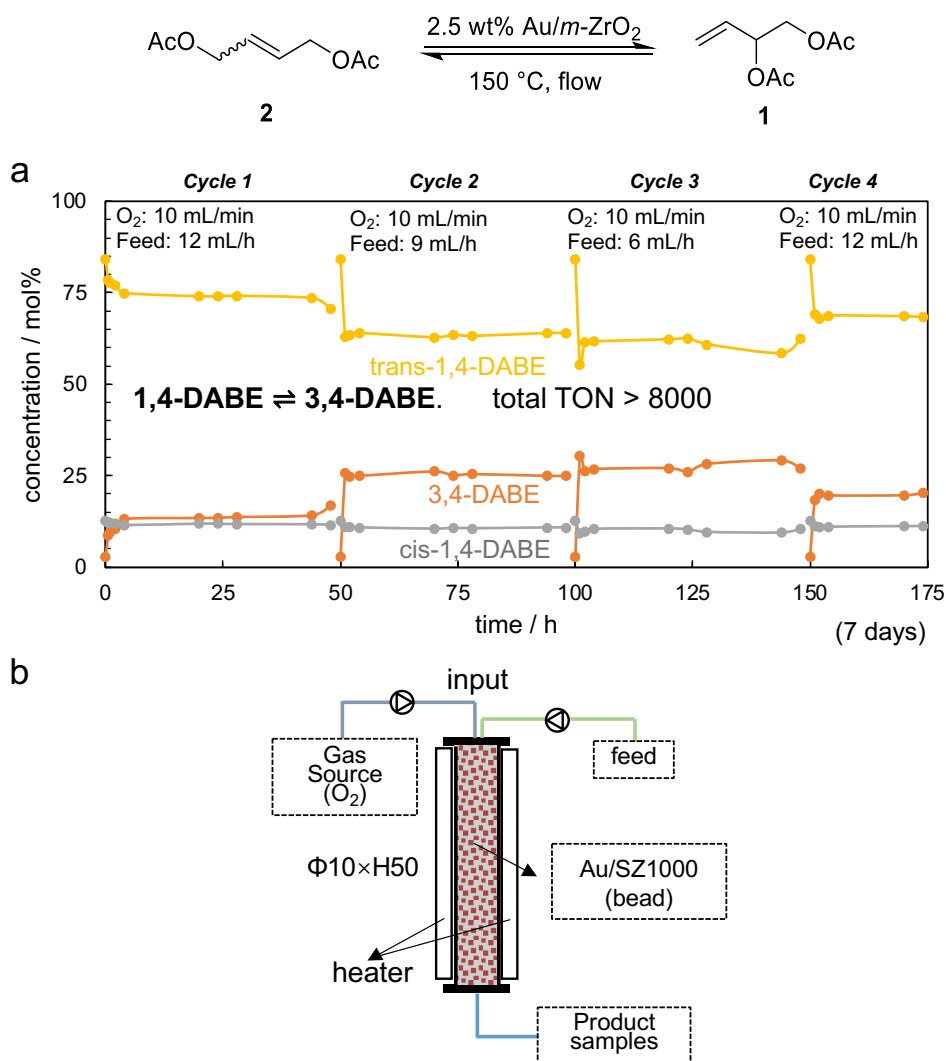 AcO
OAc
2
2.5 wt% Au/m-ZrO2
150 °C, flow
OAc
OAc
1
a
Cycle 1
Cycle 2
Cycle 3
Cycle 4
O2: 10 mL/min
Feed: 12 mL/h
O2: 10 mL/min
Feed: 9 mL/h
O2: 10 mL/min
Feed: 6 mL/h
O2: 10 mL/min
Feed: 12 mL/h
100
75
50
25
0
concentration / mol%
trans-1,4-DABE
1,4-DABE ⇌ 3,4-DABE. total TON > 8000
3,4-DABE
cis-1,4-DABE
0 25 50 75 100 125 150 175
time / h
(7 days)
b
input
Gas
Source
(O2)
feed
Φ10×H50
Au/SZ1000
(bead)
heater
Product
samples